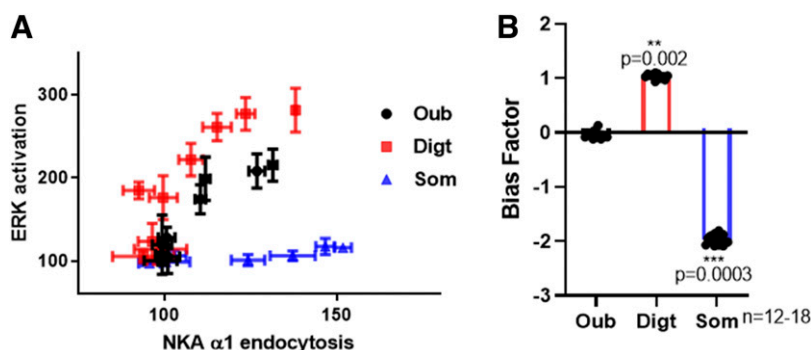 A
ERK activation
300
200
100
100
150
NKA α1 endocytosis
Oub
Digt
Som
B
Bias Factor
2
1
0
-1
-2
-3
**
p=0.002
***
p=0.0003
Oub
Digt
Som
n=12-18